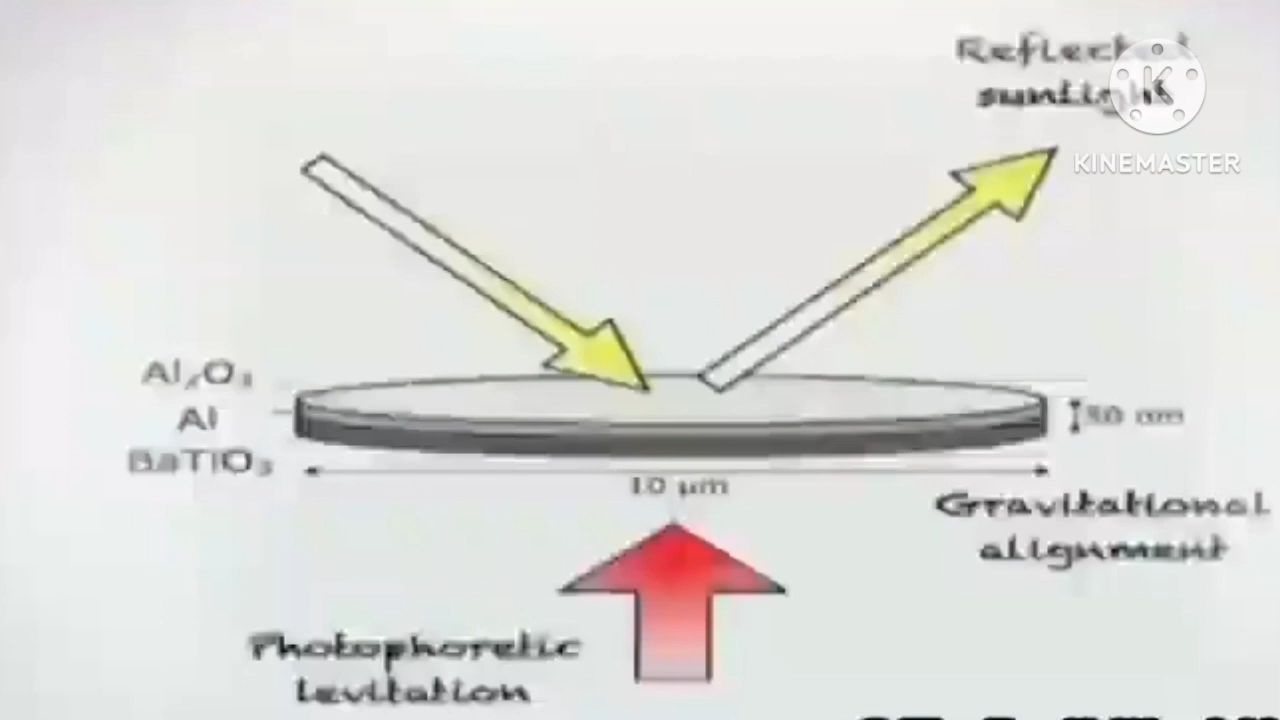 Reflected
sunlight
KINEMASTER
Al₂O₃
Al
BaTiO₃
50 nm
10 μm
Gravitational
alignment
Photophoretic
levitation